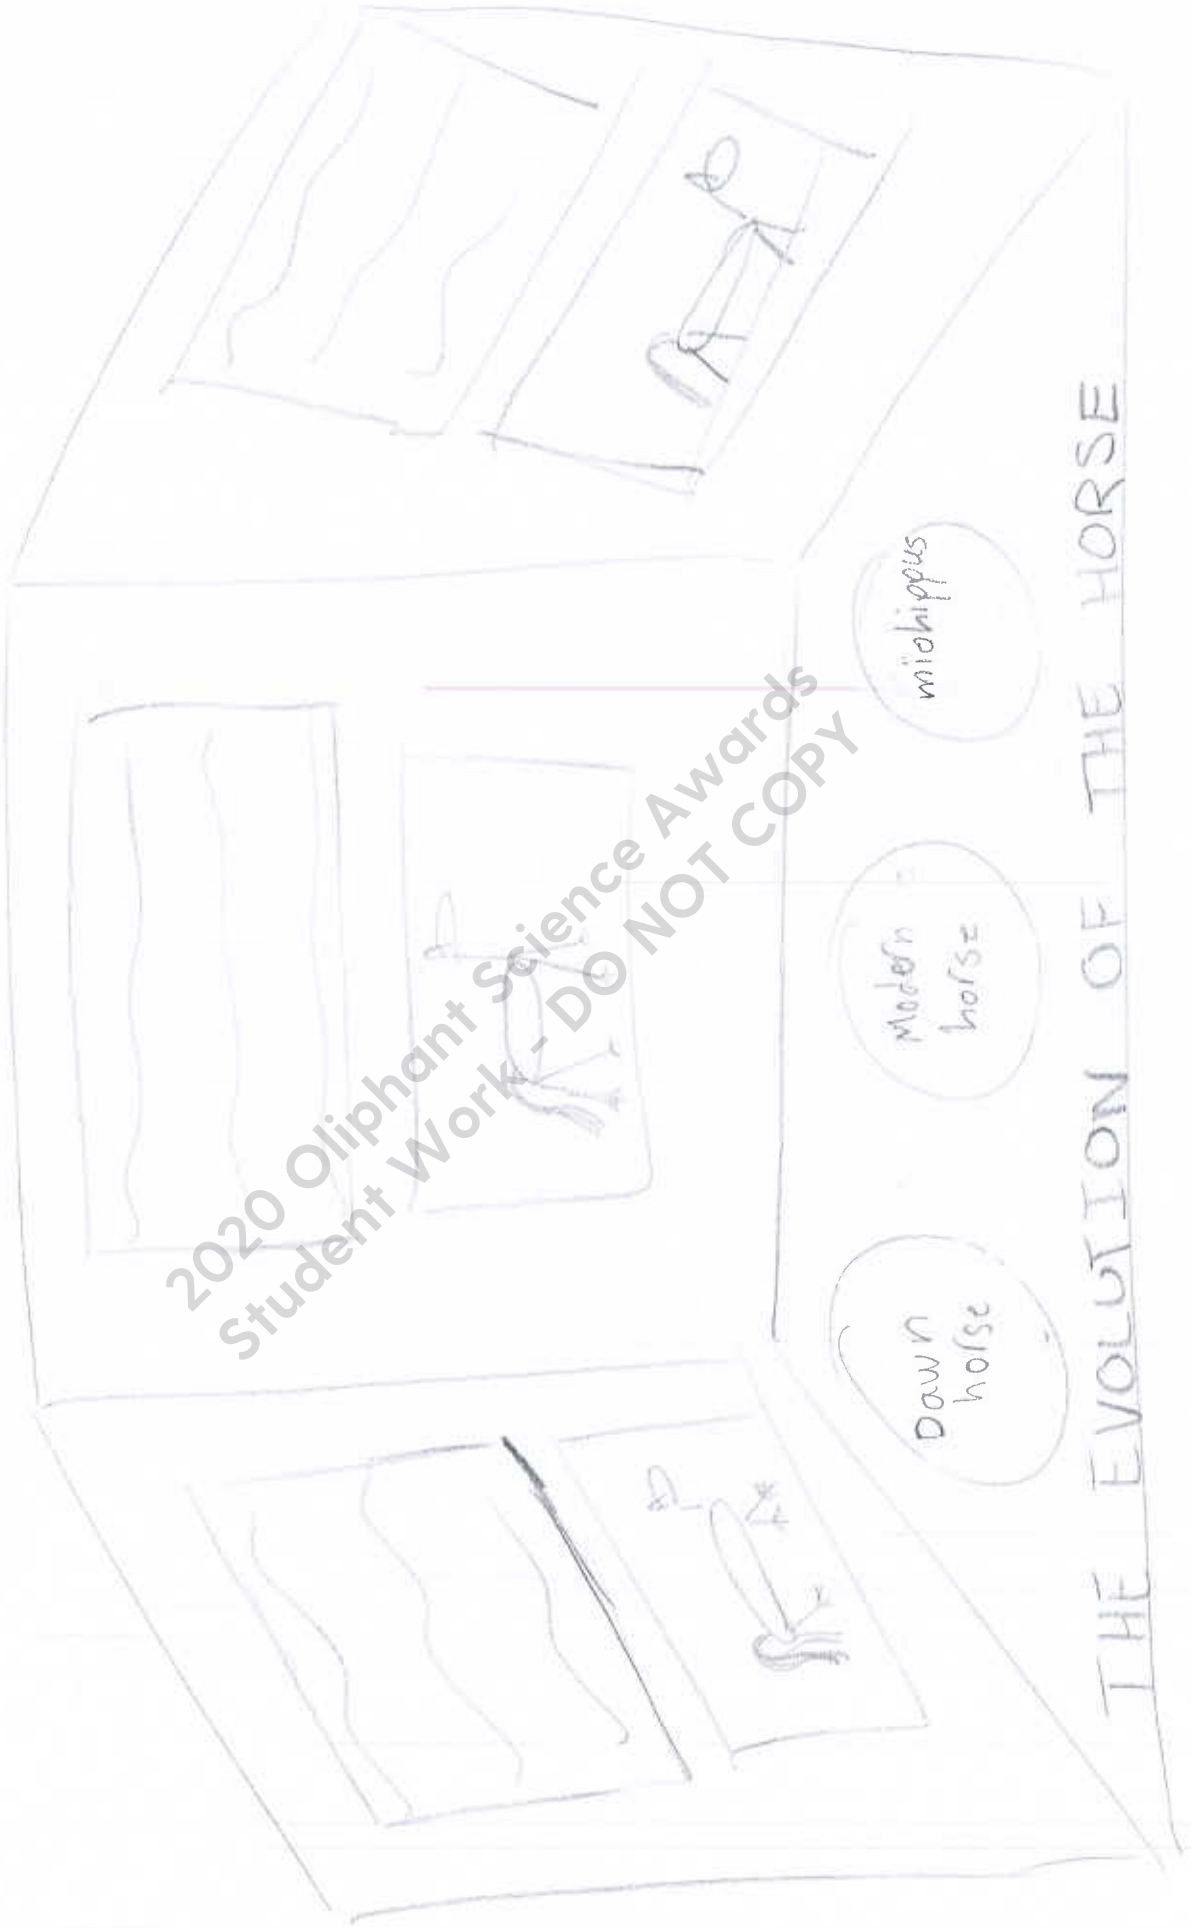 Dawn
horse
Modern
horse
miohippus
THE EVOLUTION OF THE HORSE
2020 Oliphant Science Awards
Student Work - DO NOT COPY